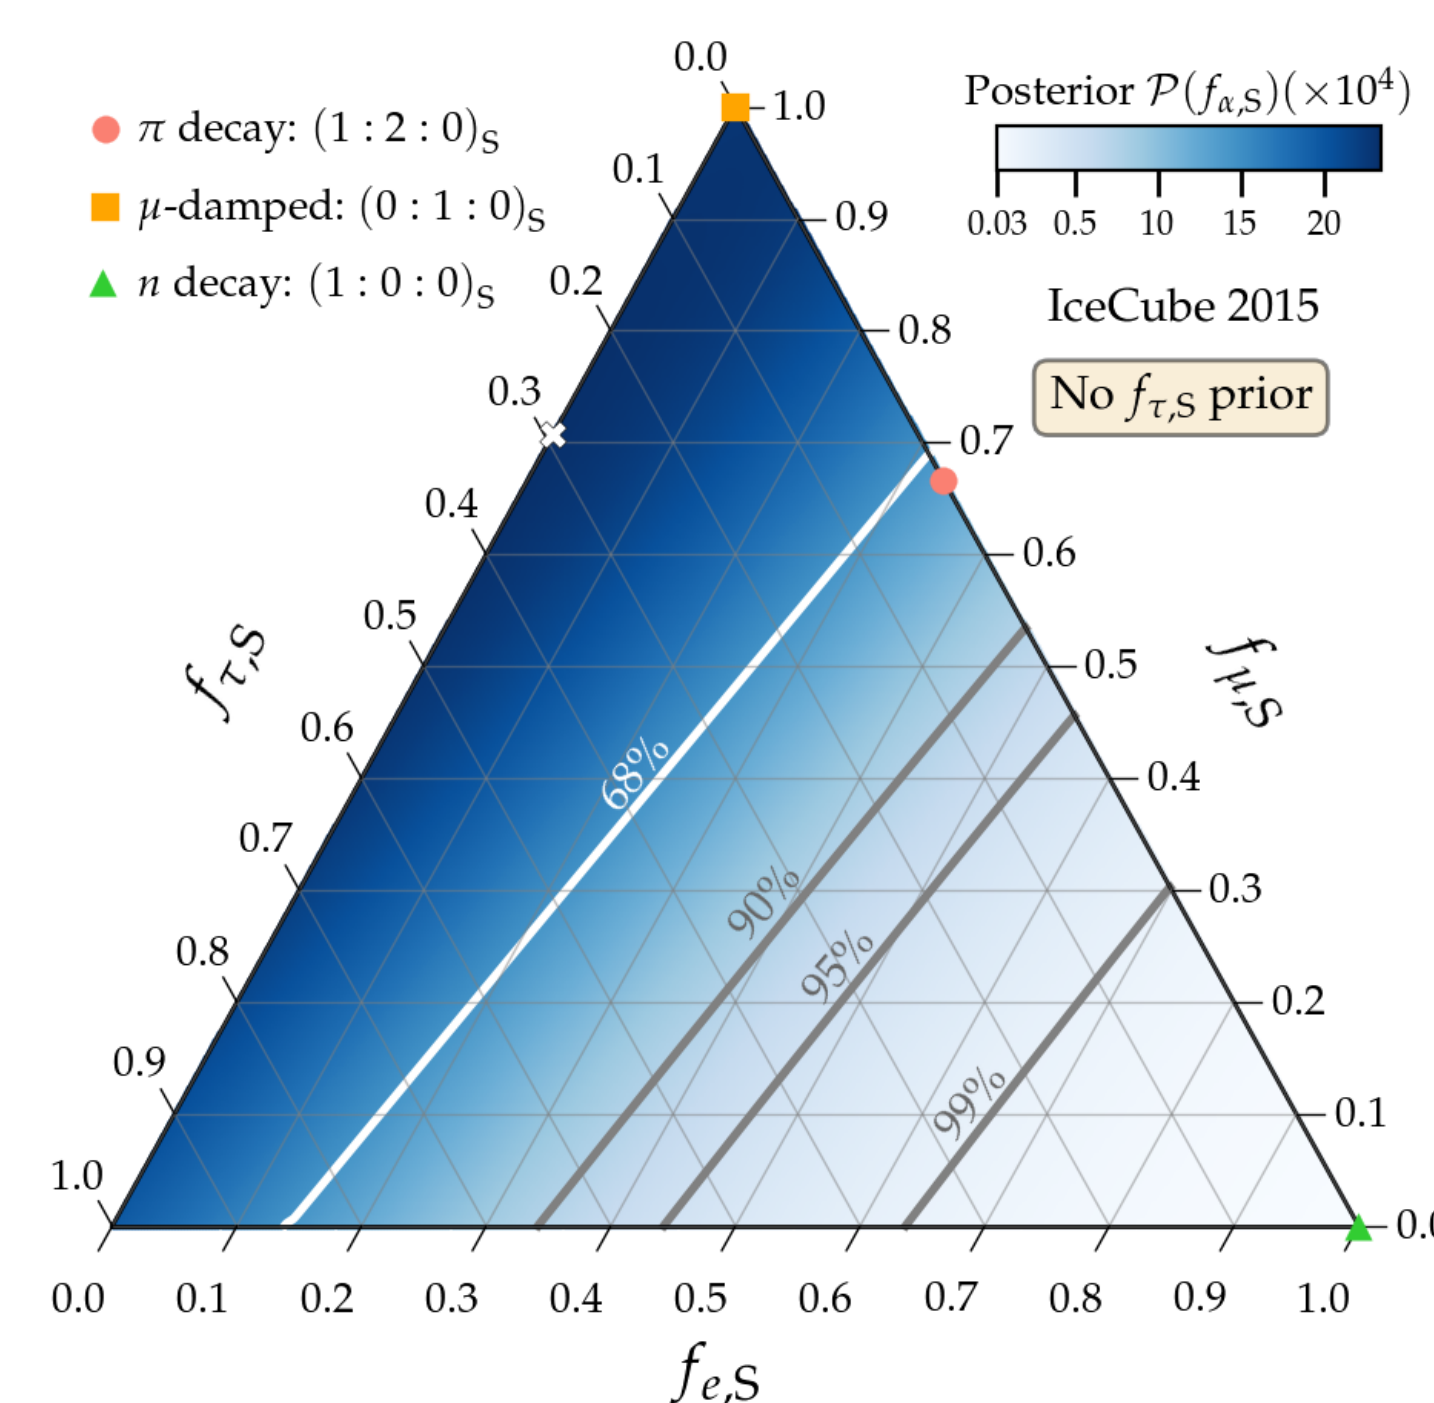 π decay: (1 : 2 : 0)S
μ-damped: (0 : 1 : 0)S
n decay: (1 : 0 : 0)S
Posterior 𝒫(fα,S)(×10⁴)
0.03 0.5 10 15 20
IceCube 2015
No fτ,S prior
0.0
0.1
0.2
0.3
0.4
0.5
0.6
0.7
0.8
0.9
1.0
fτ,S
1.0
0.9
0.8
0.7
0.6
0.5
0.4
0.3
0.2
0.1
0.0
fμ,S
68%
90%
95%
99%
0.0 0.1 0.2 0.3 0.4 0.5 0.6 0.7 0.8 0.9 1.0
fe,S